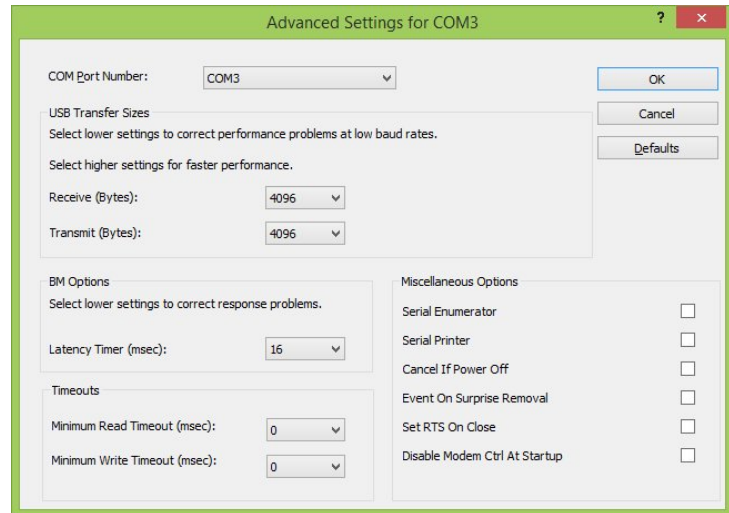 Advanced Settings for COM3
? ×
COM Port Number: COM3
OK
USB Transfer Sizes
Cancel
Select lower settings to correct performance problems at low baud rates.
Defaults
Select higher settings for faster performance.
Receive (Bytes): 4096
Transmit (Bytes): 4096
BM Options
Select lower settings to correct response problems.
Latency Timer (msec): 16
Timeouts
Minimum Read Timeout (msec): 0
Minimum Write Timeout (msec): 0
Miscellaneous Options
Serial Enumerator
Serial Printer
Cancel If Power Off
Event On Surprise Removal
Set RTS On Close
Disable Modem Ctrl At Startup